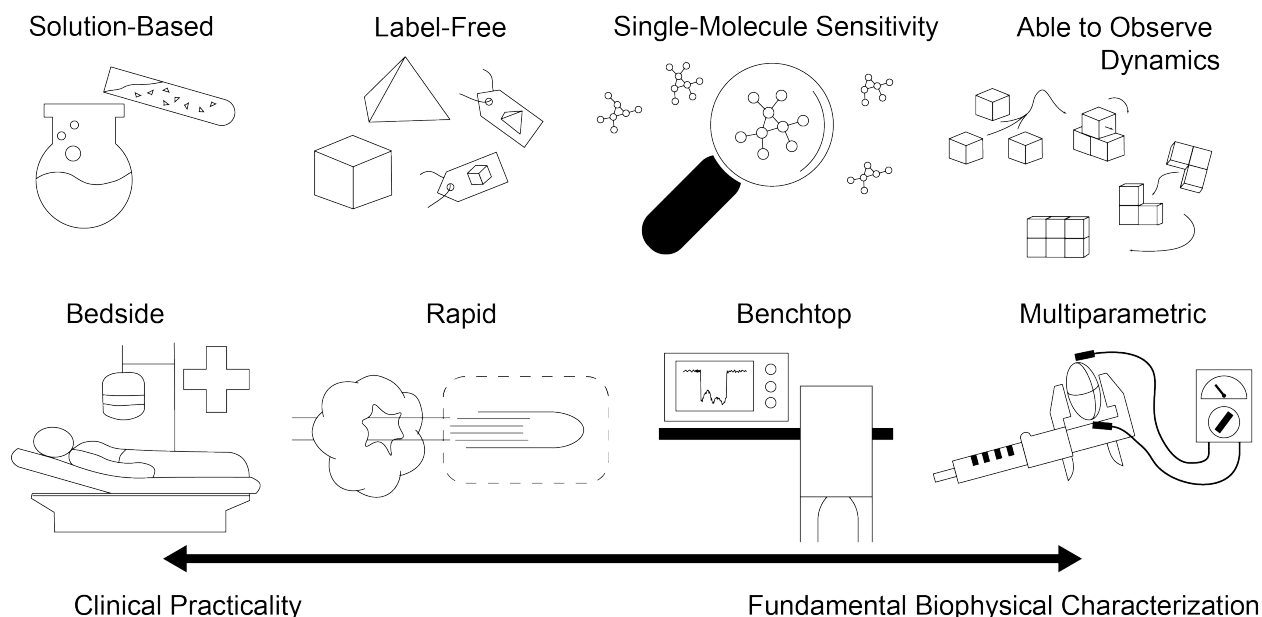 Solution-Based
Label-Free
Single-Molecule Sensitivity
Able to Observe
Dynamics
Bedside
Rapid
Benchtop
Multiparametric
Clinical Practicality
Fundamental Biophysical Characterization